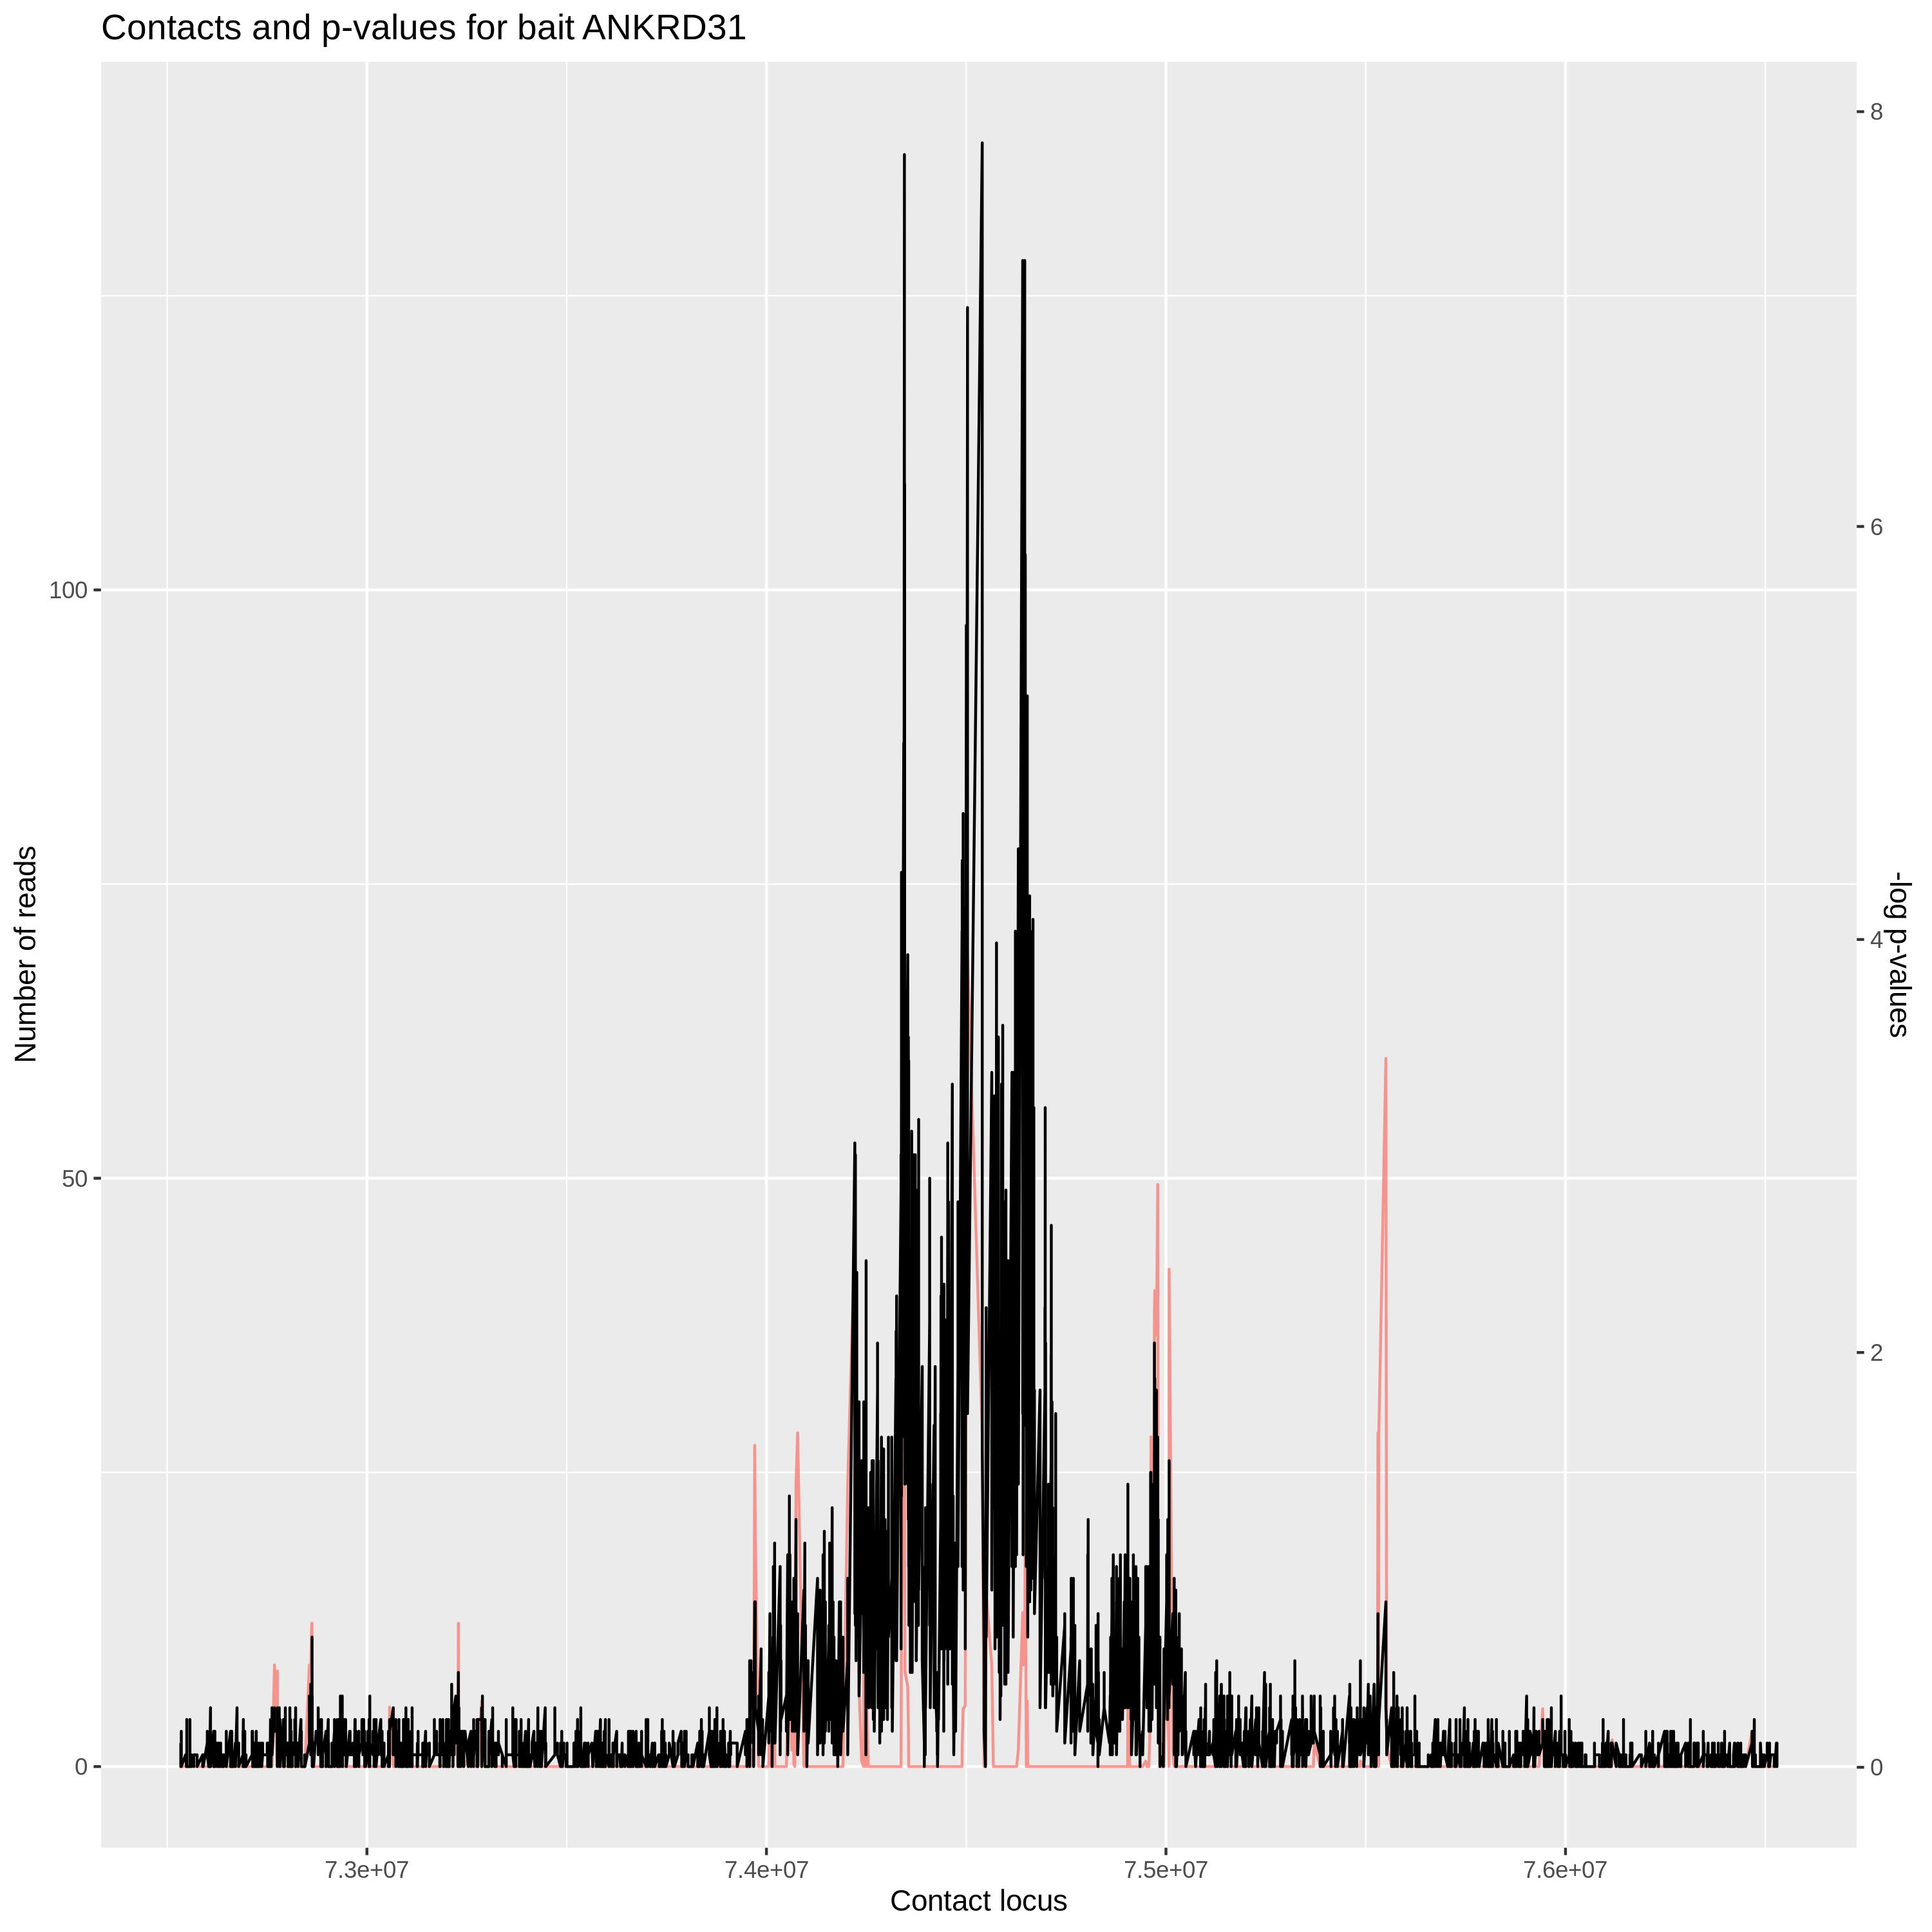 Contacts and p-values for bait ANKRD31
8
6
100
Number of reads
-log p-values
4
50
2
0
0
7.3e+07
7.4e+07
7.5e+07
7.6e+07
Contact locus